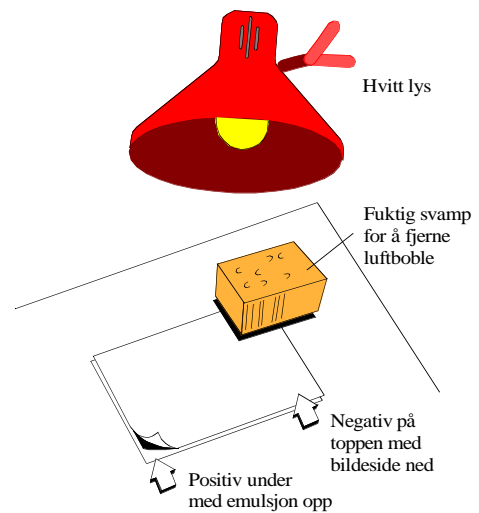 Hvitt lys
Fuktig svamp
for å fjerne
luftboble
Negativ på
toppen med
bildeside ned
Positiv under
med emulsjon opp